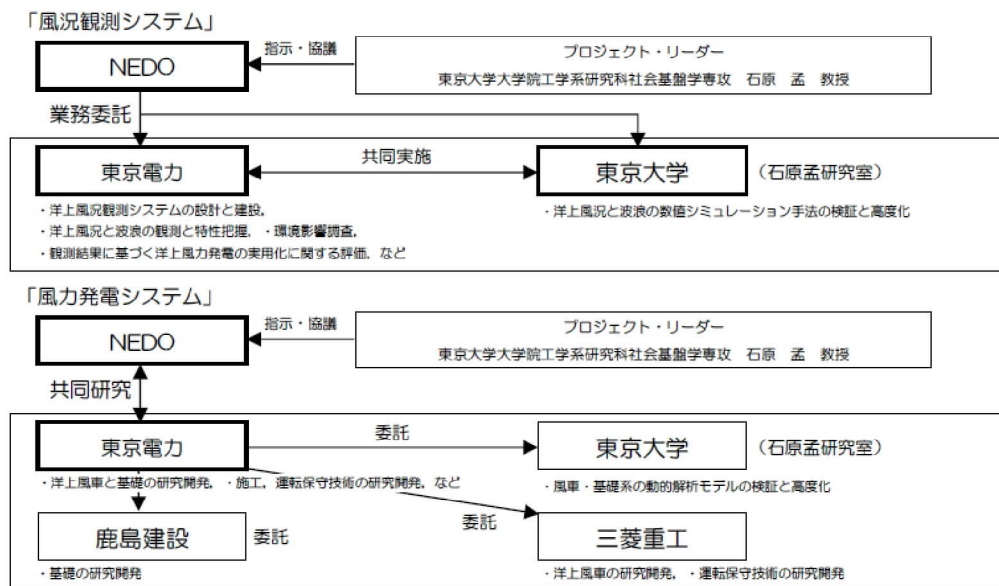 「風況観測システム」
NEDO
指示・協議
プロジェクト・リーダー
東京大学大学院工学系研究科社会基盤学専攻 石原 孟 教授
業務委託
東京電力
共同実施
東京大学
(石原孟研究室)
・洋上風況観測システムの設計と建設,
・洋上風況と波浪の観測と特性把握, ・環境影響調査,
・観測結果に基づく洋上風力発電の実用化に関する評価, など
・洋上風況と波浪の数値シミュレーション手法の検証と高度化
「風力発電システム」
NEDO
指示・協議
プロジェクト・リーダー
東京大学大学院工学系研究科社会基盤学専攻 石原 孟 教授
共同研究
東京電力
委託
東京大学
(石原孟研究室)
・洋上風車と基礎の研究開発, ・施工, 運転保守技術の研究開発, など
・風車・基礎系の動的解析モデルの検証と高度化
鹿島建設
委託
委託
三菱重工
・基礎の研究開発
・洋上風車の研究開発, ・運転保守技術の研究開発